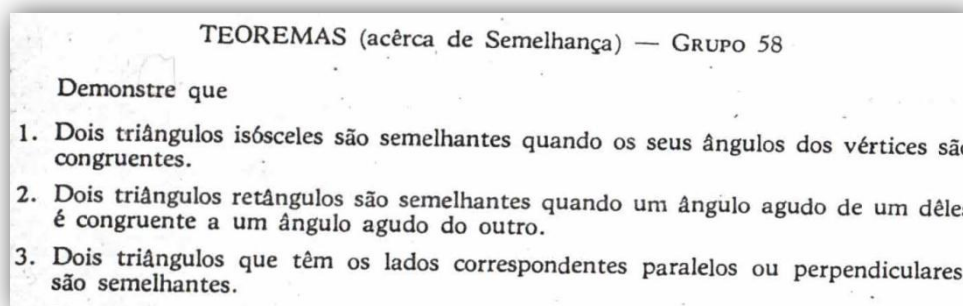 TEOREMAS (acêrca de Semelhança) — GRUPO 58
Demonstre que
1. Dois triângulos isósceles são semelhantes quando os seus ângulos dos vértices são
congruentes.
2. Dois triângulos retângulos são semelhantes quando um ângulo agudo de um dêles
é congruente a um ângulo agudo do outro.
3. Dois triângulos que têm os lados correspondentes paralelos ou perpendiculares
são semelhantes.